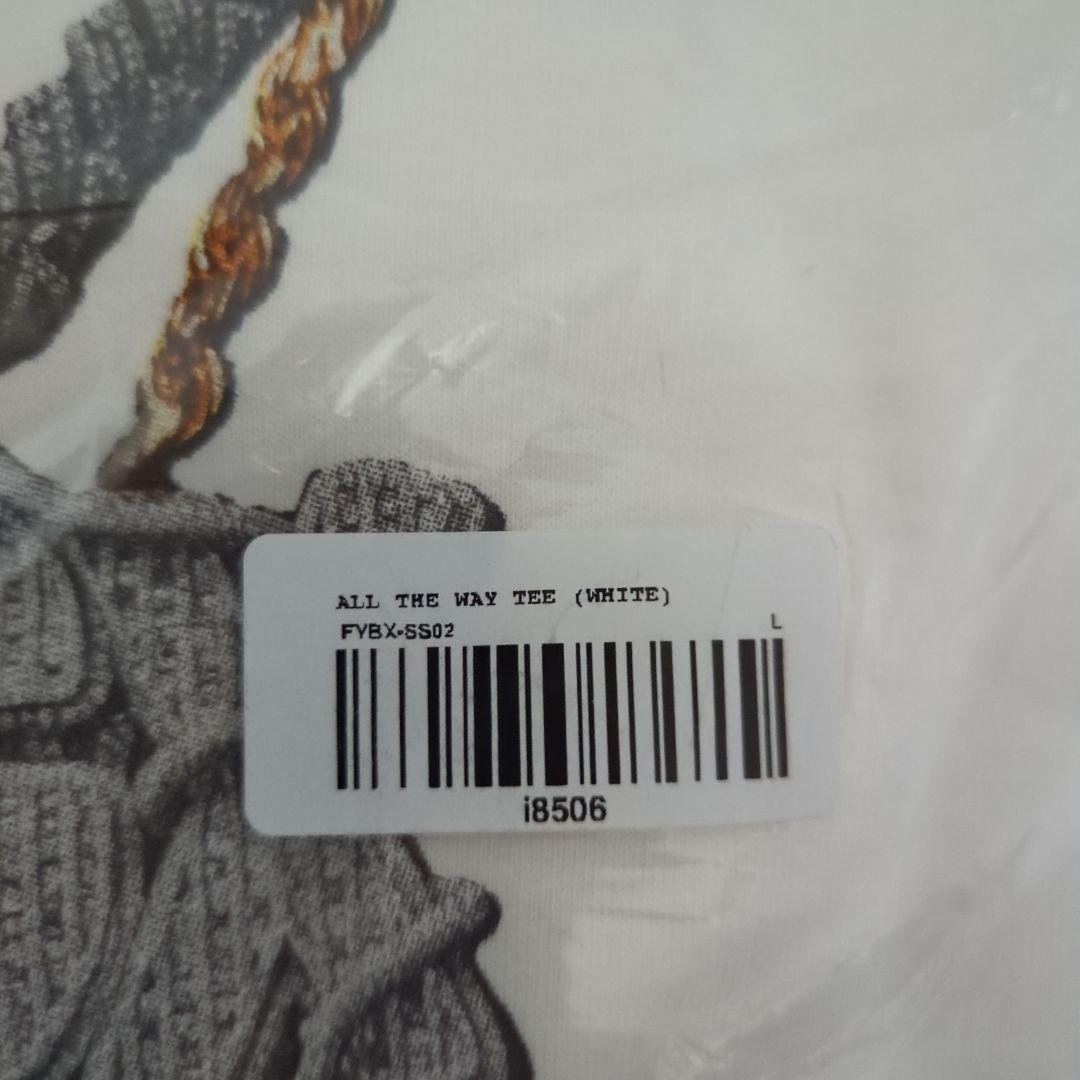 ALL THE WAY TEE (WHITE)
FYBX-SS02
L
i8506